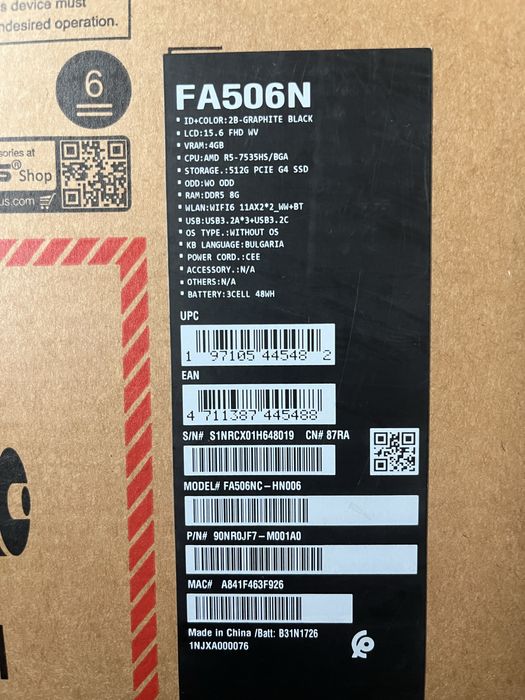 s device must
ndesired operation.
6
sories at
S® Shop
us.com
FA506N
ID+COLOR:2B-GRAPHITE BLACK
LCD:15.6 FHD WV
VRAM:4GB
CPU:AMD R5-7535HS/BGA
STORAGE.:512G PCIE G4 SSD
ODD:WO ODD
RAM:DDR5 8G
WLAN:WIFI6 11AX2*2_WW+BT
USB:USB3.2A*3+USB3.2C
OS TYPE.:WITHOUT OS
KB LANGUAGE:BULGARIA
POWER CORD.:CEE
ACCESSORY.:N/A
OTHERS:N/A
BATTERY:3CELL 48WH
UPC
1 97105 44548 2
EAN
4 711387 445488
S/N# S1NRCX01H648019 CN# 87RA
MODEL# FA506NC-HN006
P/N# 90NR0JF7-M001A0
MAC# A841F463F926
Made in China /Batt: B31N1726
1NJXA000076